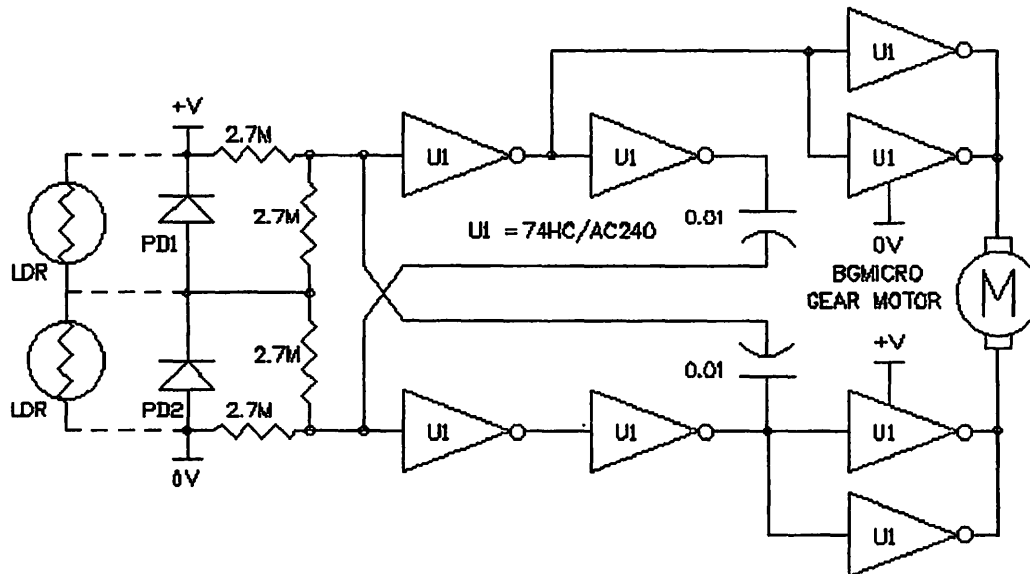 U1
+V
2.7M
U1
U1
U1
2.7M
U1 = 74HC/AC240
0.01
0V
LDR
PD1
BGMICRO
GEAR MOTOR
M
2.7M
0.01
+V
LDR
PD2
2.7M
U1
U1
U1
0V
U1